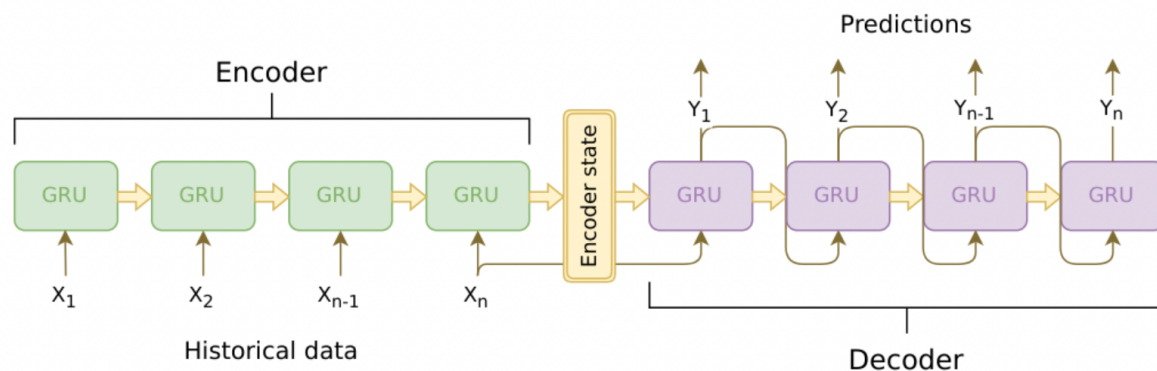 Predictions
Encoder
Y1 Y2 Yn-1 Yn
GRU GRU GRU GRU Encoder state GRU GRU GRU GRU
X1 X2 Xn-1 Xn
Historical data
Decoder